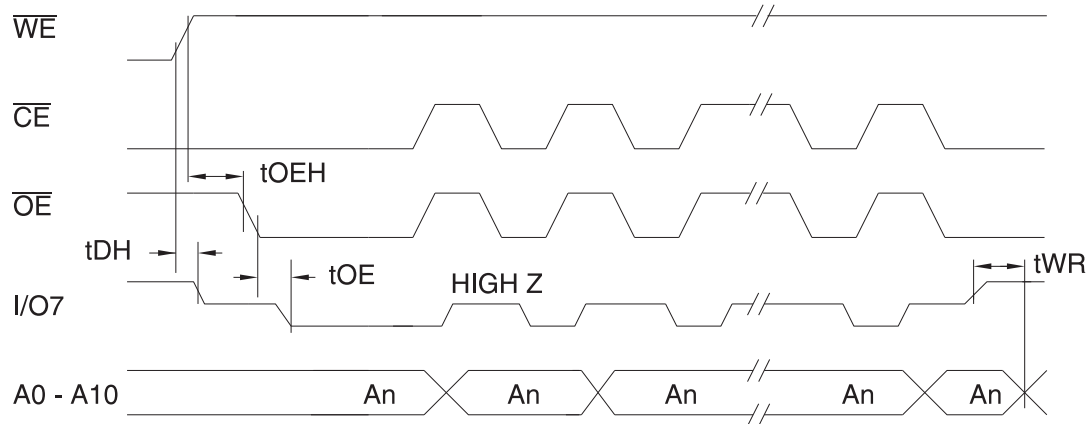 WE
CE
tOEH
OE
tDH
tOE
HIGH Z
tWR
I/O7
A0 - A10
An
An
An
An
An